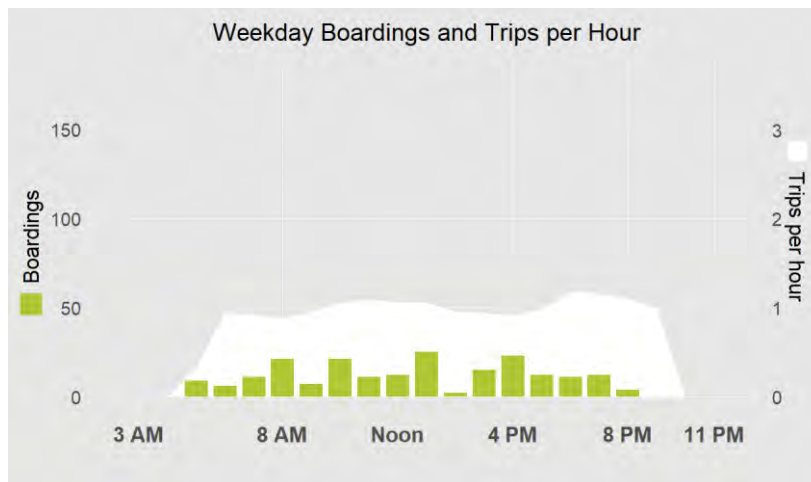 Weekday Boardings and Trips per Hour
150
100
50
0
Boardings
3
2
1
0
Trips per hour
3 AM 8 AM Noon 4 PM 8 PM 11 PM